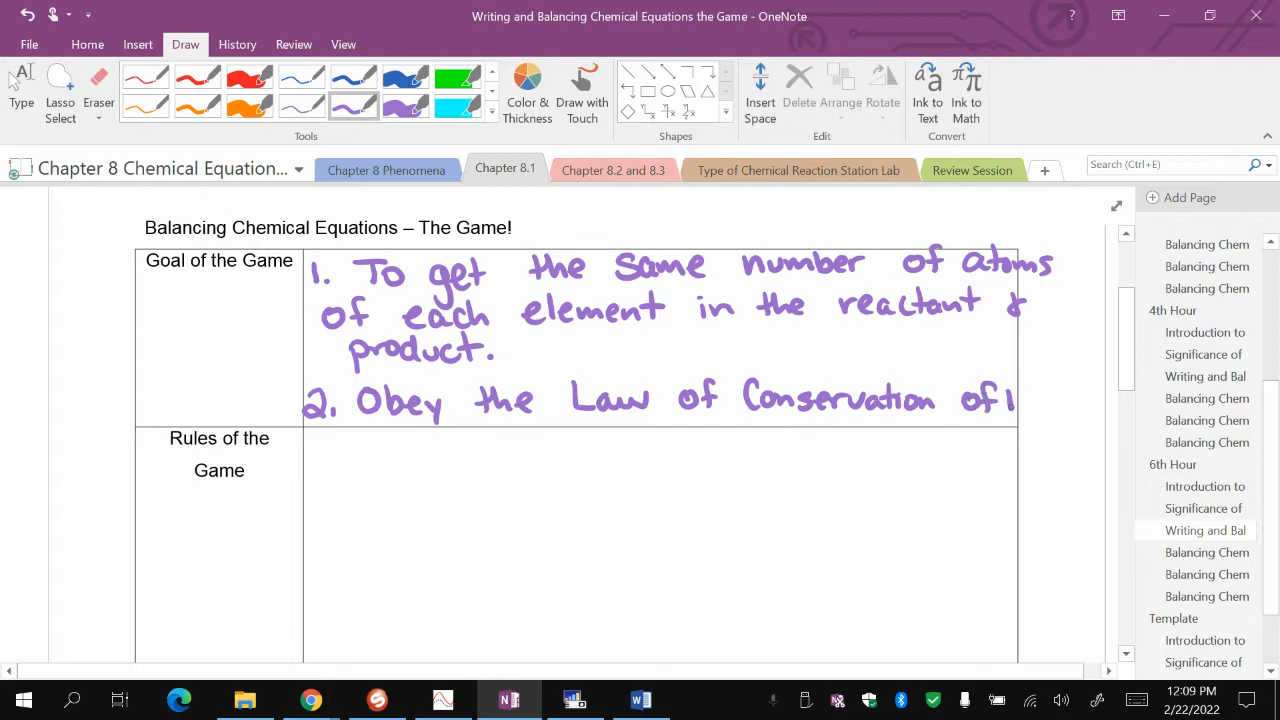 Writing and Balancing Chemical Equations the Game - OneNote
File Home Insert Draw History Review View
Type
Lasso Select
Eraser
Color & Thickness
Draw with Touch
Insert Space
Delete
Arrange
Rotate
Ink to Text
Ink to Math
Tools
Shapes
Edit
Convert
Chapter 8 Chemical Equation...
Chapter 8 Phenomena
Chapter 8.1
Chapter 8.2 and 8.3
Type of Chemical Reaction Station Lab
Review Session
Search (Ctrl+E)
Balancing Chemical Equations – The Game!
Goal of the Game
1. To get the same number of atoms
of each element in the reactant &
product.
2. Obey the Law of Conservation of
Rules of the
Game
Add Page
Balancing Chem
Balancing Chem
Balancing Chem
4th Hour
Introduction to
Significance of
Writing and Bal
Balancing Chem
Balancing Chem
Balancing Chem
6th Hour
Introduction to
Significance of
Writing and Bal
Balancing Chem
Balancing Chem
Balancing Chem
Template
Introduction to
Significance of
12:09 PM
2/22/2022